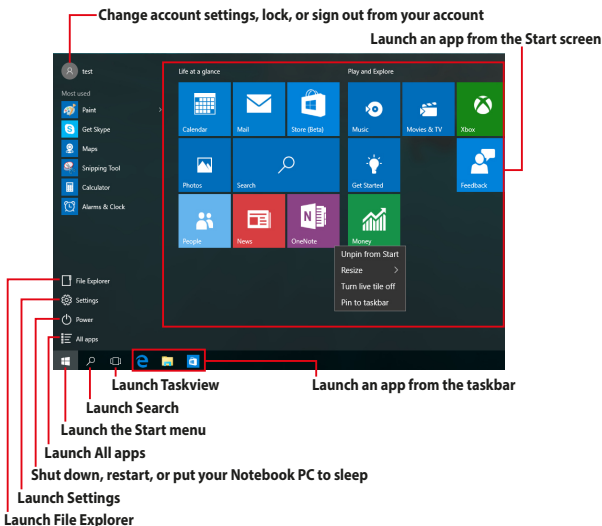 Change account settings, lock, or sign out from your account
Launch an app from the Start screen
test
Life at a glance
Play and Explore
Most used
Paint
Get Skype
Maps
Snipping Tool
Calculator
Alarms & Clock
Calendar
Mail
Store (Beta)
Music
Movies & TV
Xbox
Photos
Search
Get Started
Feedback
People
News
OneNote
Money
Unpin from Start
Resize
Turn live tile off
Pin to taskbar
File Explorer
Settings
Power
All apps
Launch Taskview
Launch an app from the taskbar
Launch Search
Launch the Start menu
Launch All apps
Shut down, restart, or put your Notebook PC to sleep
Launch Settings
Launch File Explorer